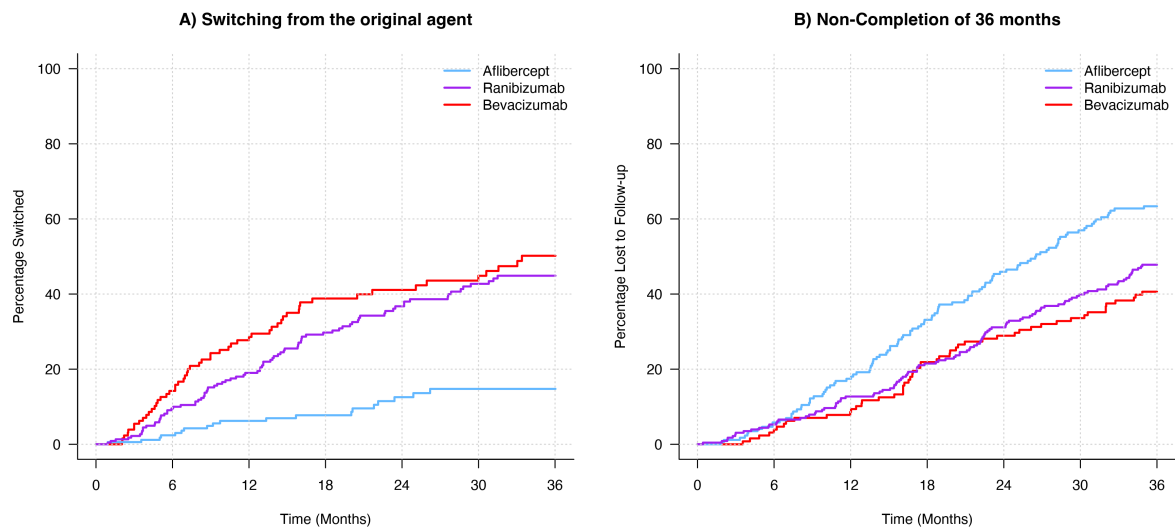 A) Switching from the original agent
Percentage Switched
100
80
60
40
20
0
Aflibercept
Ranibizumab
Bevacizumab
0 6 12 18 24 30 36
Time (Months)
B) Non-Completion of 36 months
Percentage Lost to Follow-up
100
80
60
40
20
0
Aflibercept
Ranibizumab
Bevacizumab
0 6 12 18 24 30 36
Time (Months)